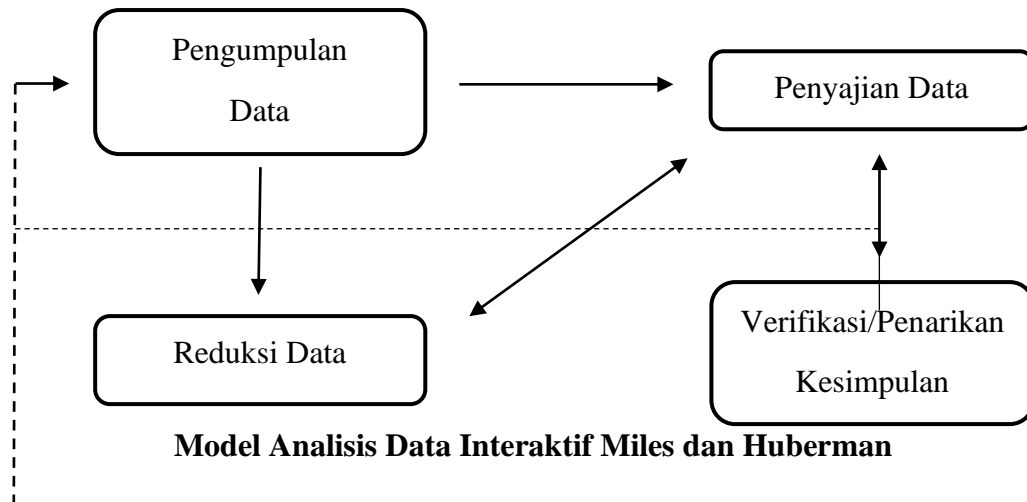 Pengumpulan
Data
Penyajian Data
Reduksi Data
Verifikasi/Penarikan
Kesimpulan
Model Analisis Data Interaktif Miles dan Huberman